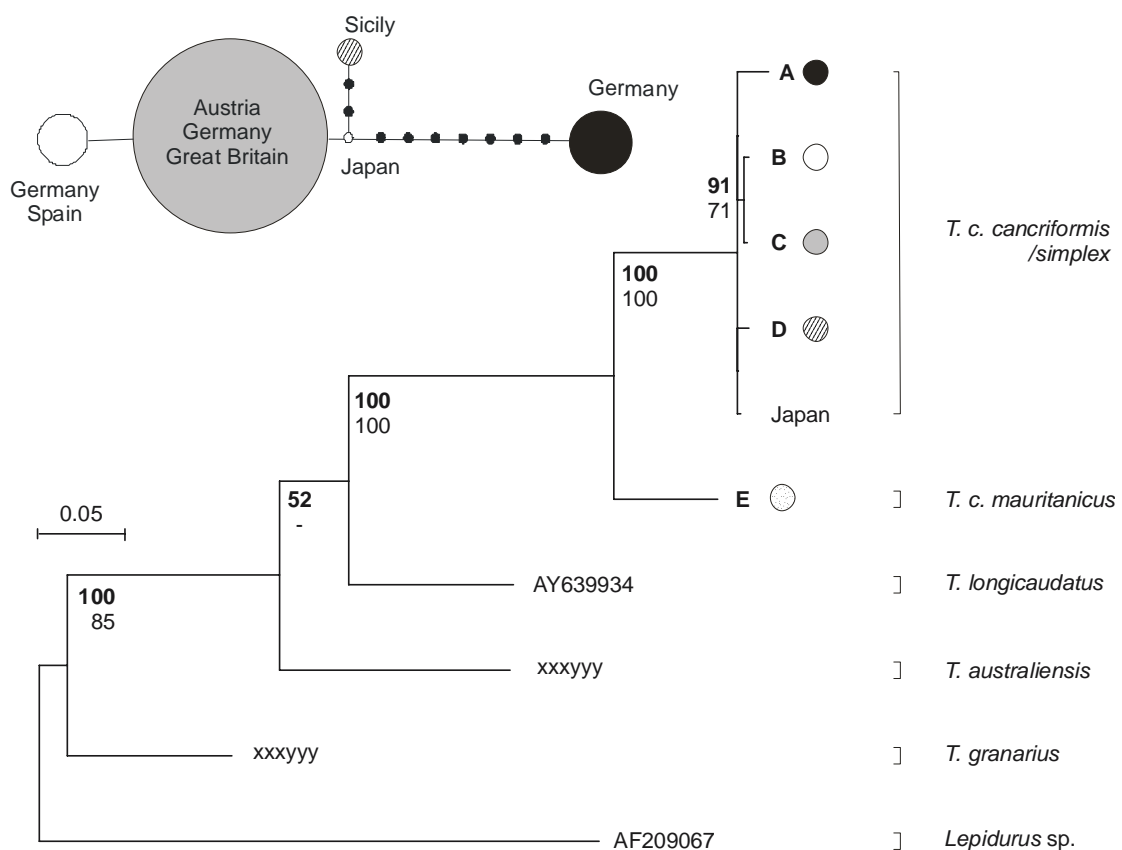 Sicily
Germany
Austria
Germany
Great Britain
Japan
Germany
Spain
A
B
91
71
C
T. c. cancriformis
/simplex
100
100
D
Japan
100
100
E
T. c. mauritanicus
52
-
0.05
AY639934
T. longicaudatus
100
85
xxxyyy
T. australiensis
xxxyyy
T. granarius
AF209067
Lepidurus sp.